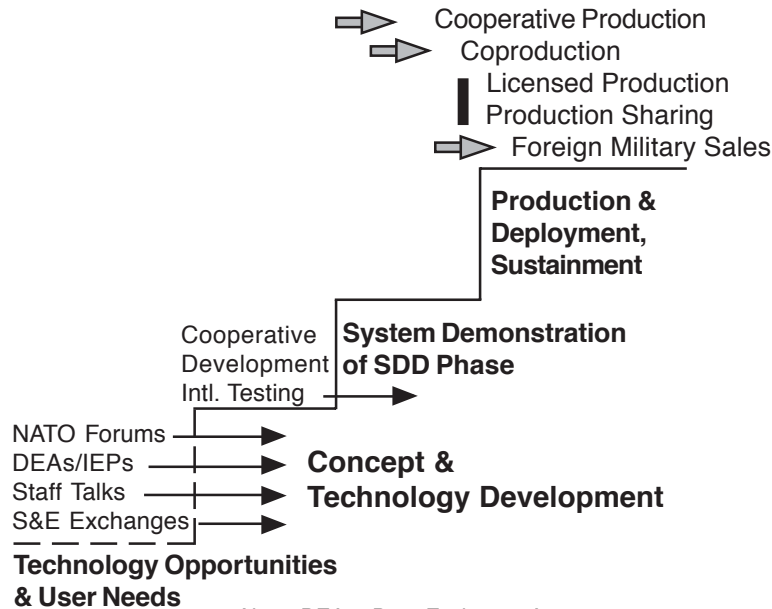 Cooperative Production
Coproduction
Licensed Production
Production Sharing
Foreign Military Sales
Production &
Deployment,
Sustainment
Cooperative
Development
Intl. Testing
System Demonstration
of SDD Phase
NATO Forums
DEAs/IEPs
Staff Talks
S&E Exchanges
Concept &
Technology Development
Technology Opportunities
& User Needs